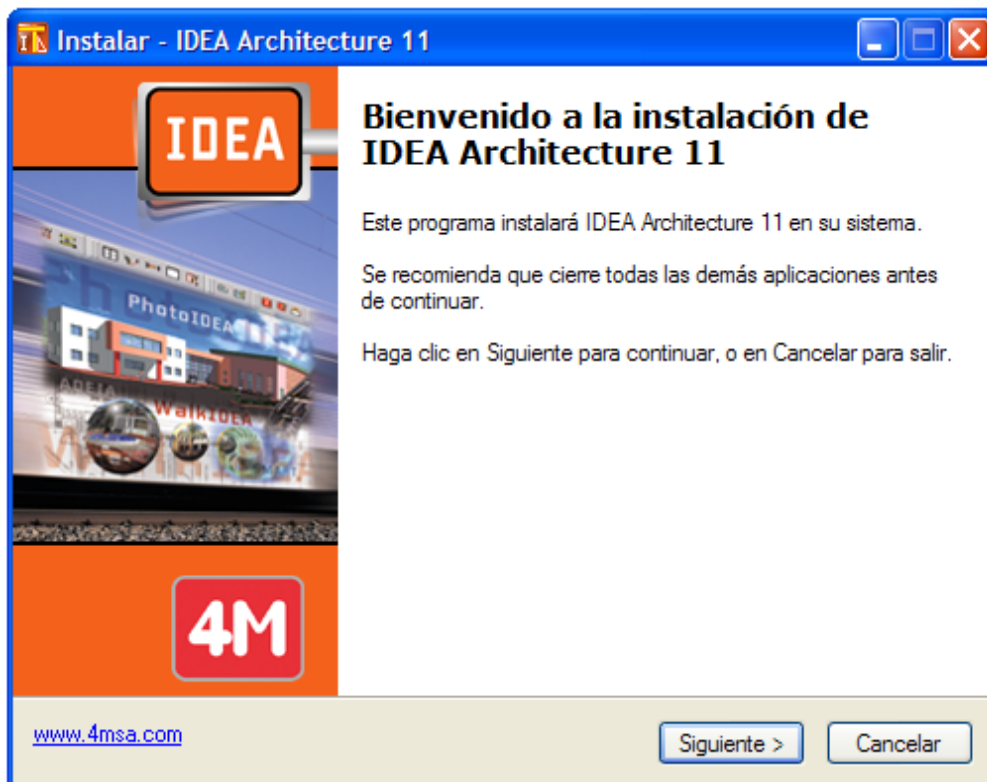 Instalar - IDEA Architecture 11
IDEA
Bienvenido a la instalación de
IDEA Architecture 11
Este programa instalará IDEA Architecture 11 en su sistema.
Se recomienda que cierre todas las demás aplicaciones antes
de continuar.
Haga clic en Siguiente para continuar, o en Cancelar para salir.
PhotoIDEA
WalkIDEA
4M
www.4msa.com
Siguiente >
Cancelar